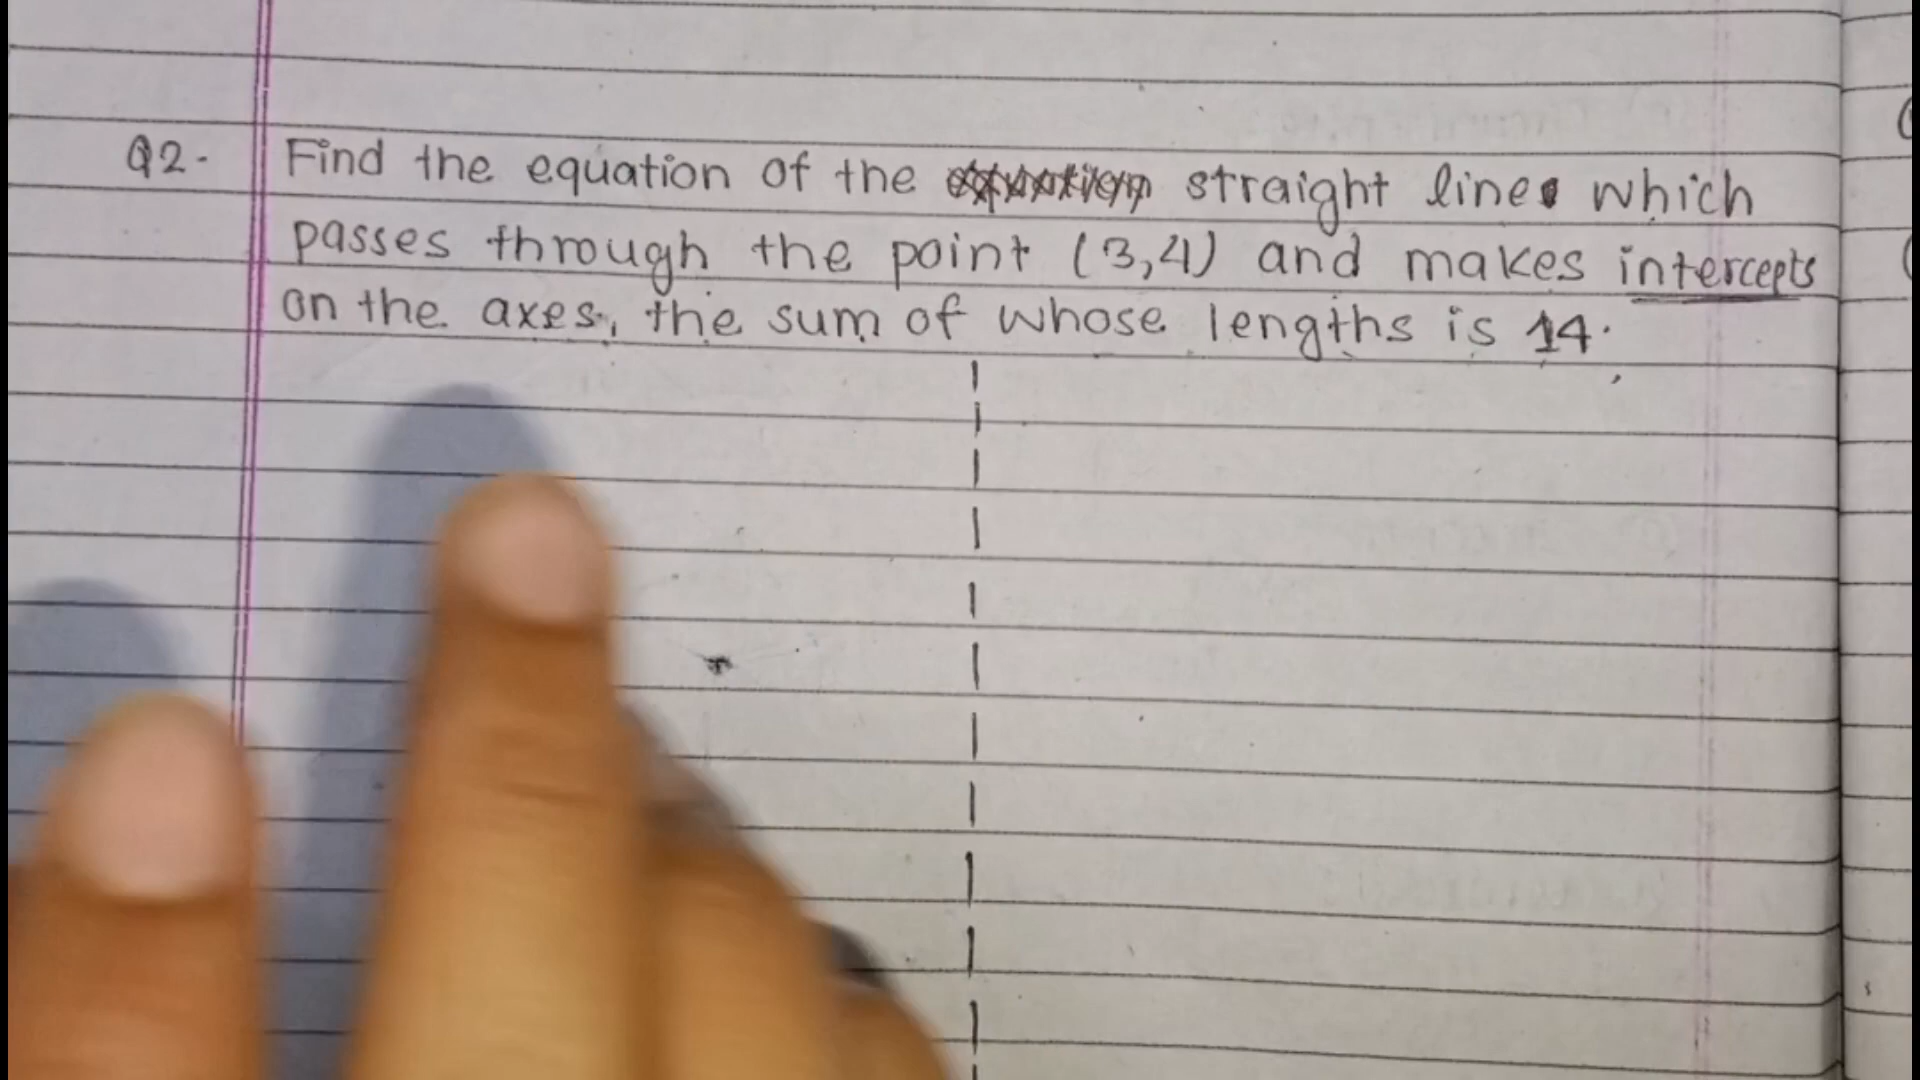 Q2- Find the equation of the straight line which
passes through the point (3,4) and makes intercepts
on the axes, the sum of whose lengths is 14.